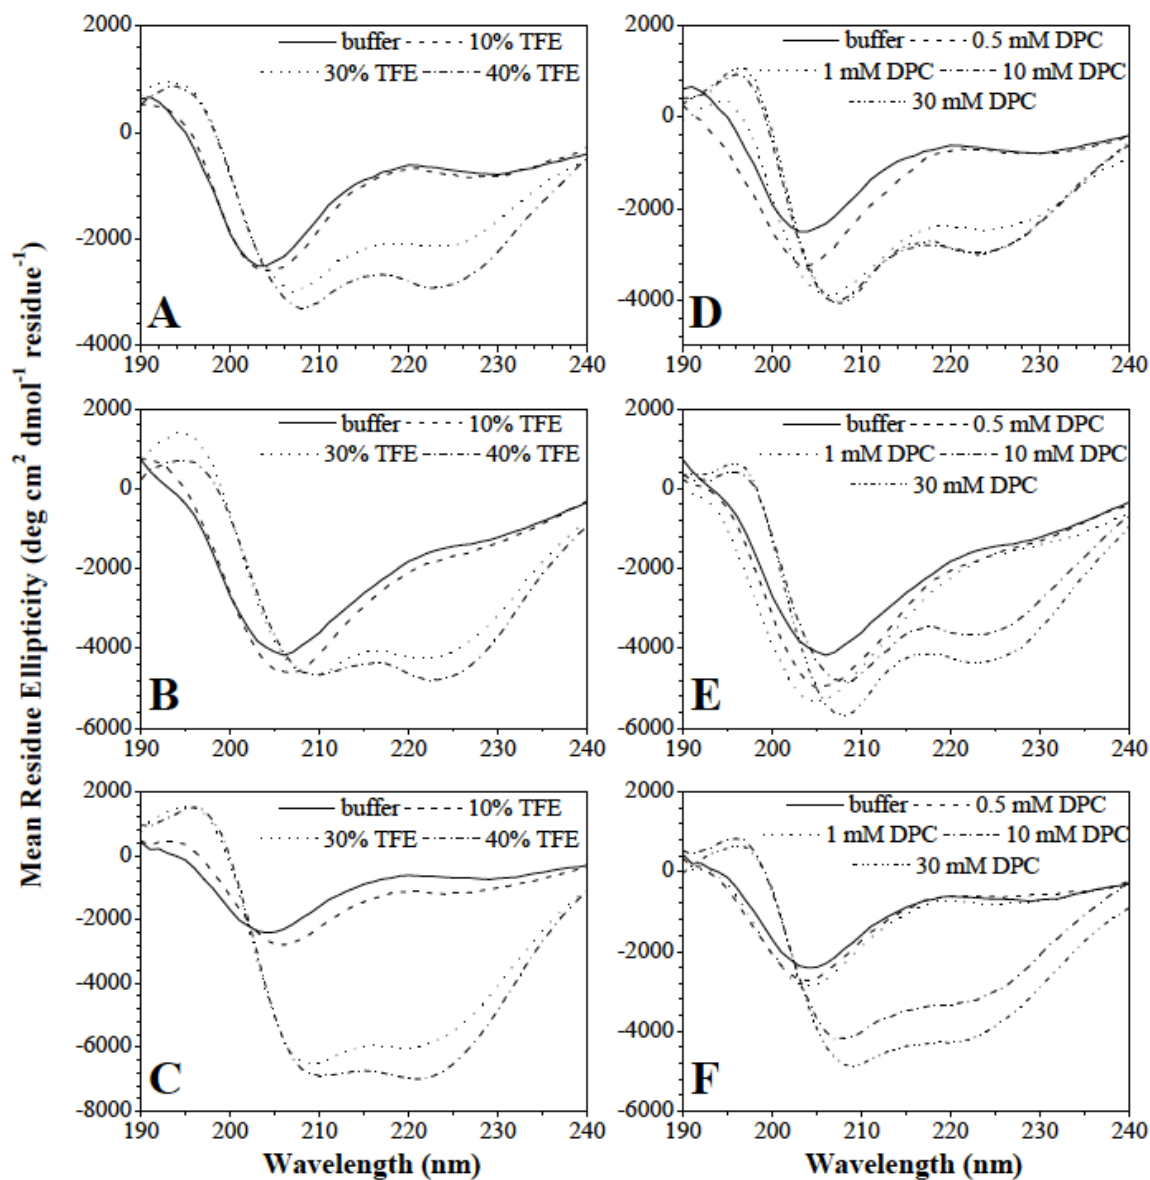 Mean Residue Ellipticity (deg cm² dmol⁻¹ residue⁻¹)
2000
0
-2000
-4000
buffer 10% TFE
30% TFE 40% TFE
A
190 200 210 220 230 240
2000
0
-2000
-4000
buffer 0.5 mM DPC
1 mM DPC 10 mM DPC
30 mM DPC
D
190 200 210 220 230 240
2000
0
-2000
-4000
-6000
buffer 10% TFE
30% TFE 40% TFE
B
190 200 210 220 230 240
2000
0
-2000
-4000
-6000
buffer 0.5 mM DPC
1 mM DPC 10 mM DPC
30 mM DPC
E
190 200 210 220 230 240
2000
0
-2000
-4000
-6000
-8000
buffer 10% TFE
30% TFE 40% TFE
C
190 200 210 220 230 240
Wavelength (nm)
2000
0
-2000
-4000
-6000
buffer 0.5 mM DPC
1 mM DPC 10 mM DPC
30 mM DPC
F
190 200 210 220 230 240
Wavelength (nm)